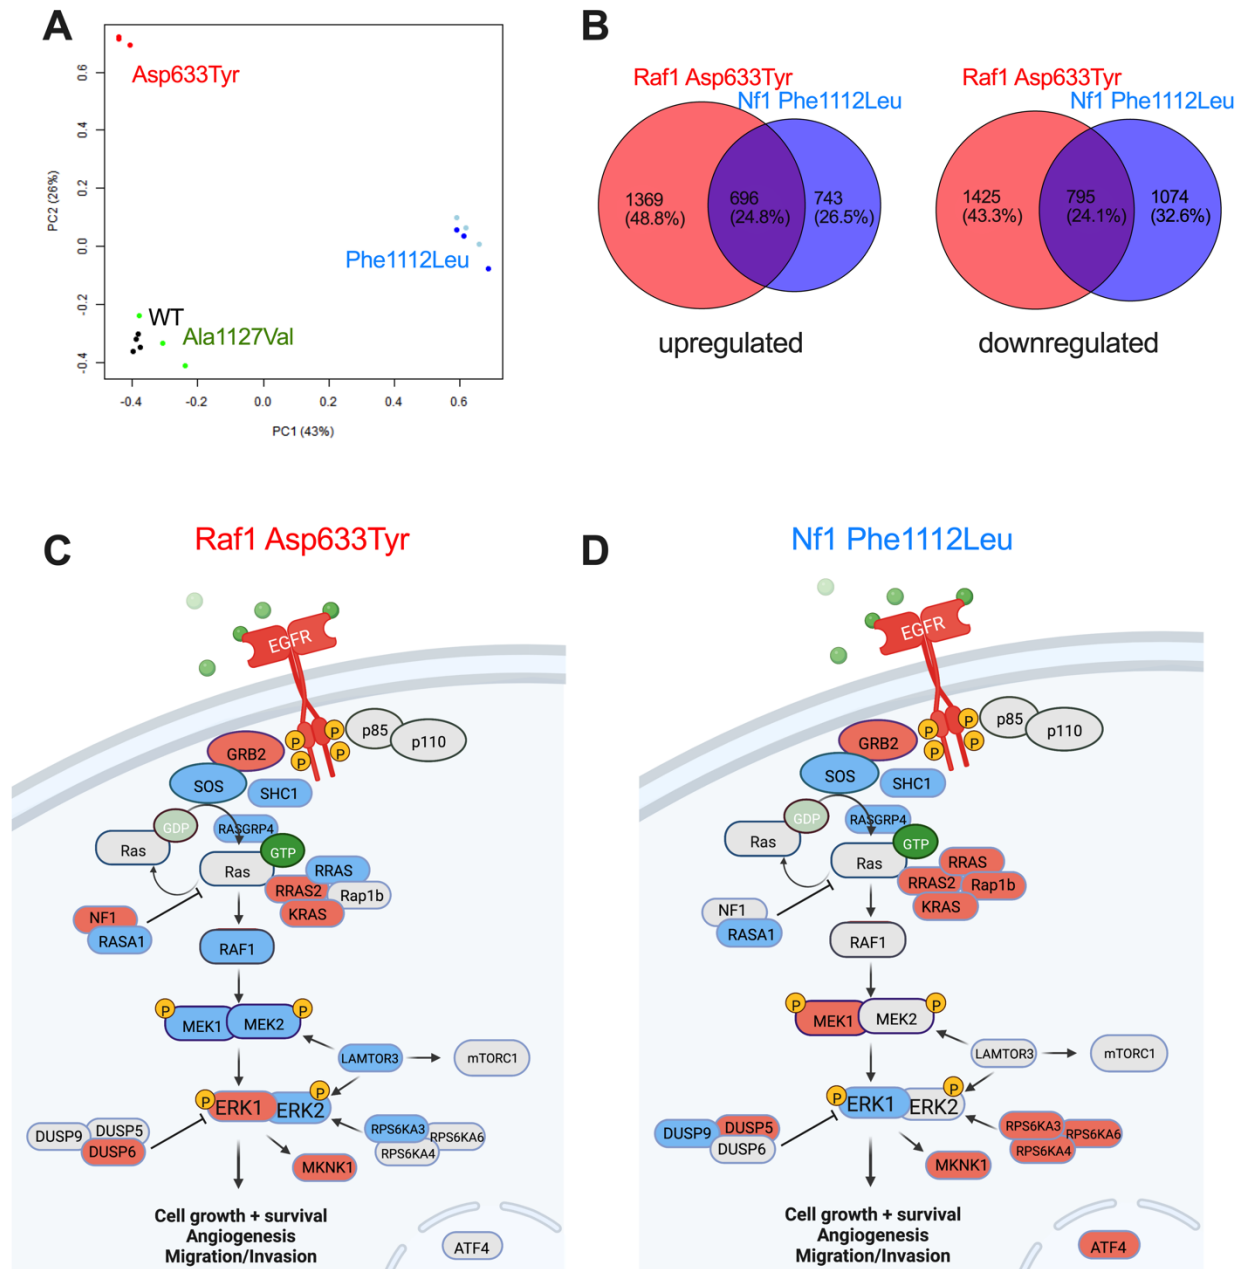 A
Asp633Tyr
Phe1112Leu
WT
Ala1127Val
PC2 (26%)
0.6
0.4
0.2
0.0
-0.2
-0.4
-0.4
-0.2
0.0
0.2
0.4
0.6
PC1 (43%)
B
Raf1 Asp633Tyr
Nf1 Phe1112Leu
1369
(48.8%)
696
(24.8%)
743
(26.5%)
upregulated
Raf1 Asp633Tyr
Nf1 Phe1112Leu
1425
(43.3%)
795
(24.1%)
1074
(32.6%)
downregulated
C
Raf1 Asp633Tyr
EGFR
P
P
P
P
p85
p110
GRB2
SOS
SHC1
GDP
RASGRP4
Ras
GTP
Ras
RRAS
RRAS2
Rap1b
KRAS
NF1
RASA1
RAF1
P
P
MEK1
MEK2
LAMTOR3
mTORC1
P
P
ERK1
ERK2
DUSP9
DUSP5
DUSP6
RPS6KA3
RPS6KA6
RPS6KA4
MKNK1
Cell growth + survival
Angiogenesis
Migration/Invasion
ATF4
D
Nf1 Phe1112Leu
EGFR
P
P
P
P
p85
p110
GRB2
SOS
SHC1
GDP
RASGRP4
Ras
GTP
Ras
RRAS
RRAS2
Rap1b
KRAS
NF1
RASA1
RAF1
P
P
MEK1
MEK2
LAMTOR3
mTORC1
P
P
ERK1
ERK2
DUSP9
DUSP5
DUSP6
RPS6KA3
RPS6KA6
RPS6KA4
MKNK1
Cell growth + survival
Angiogenesis
Migration/Invasion
ATF4